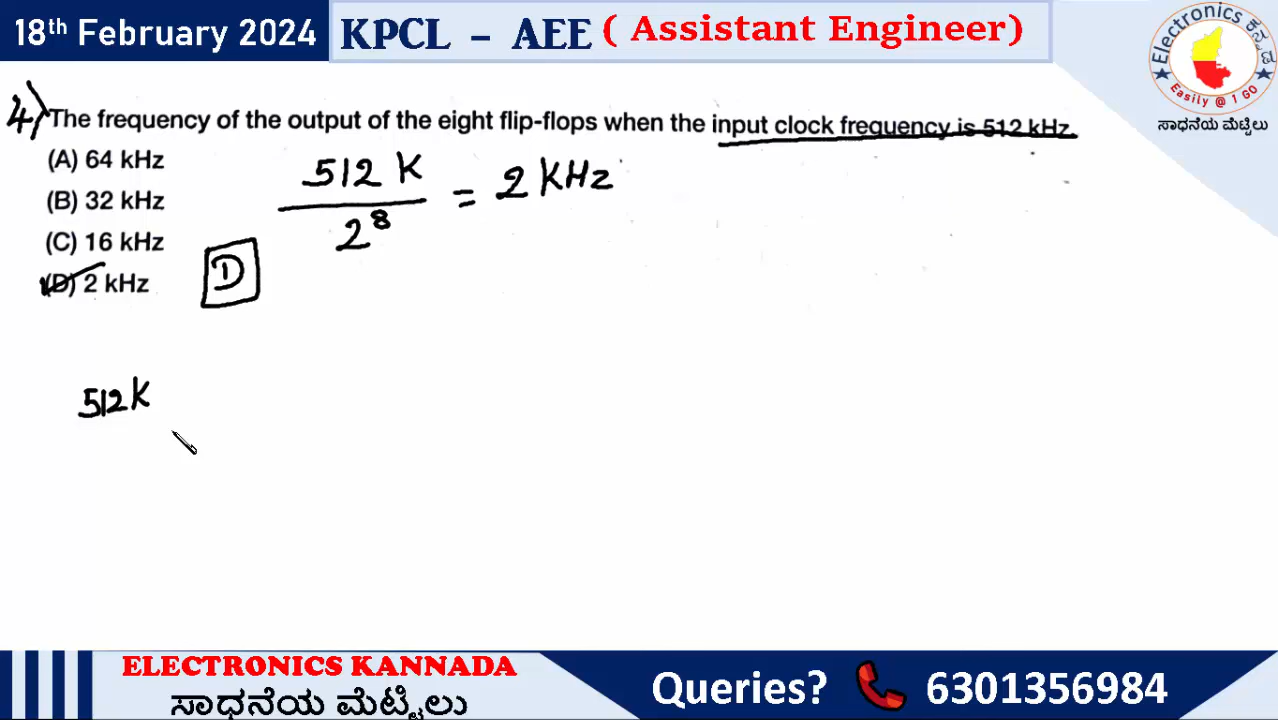 18th February 2024
KPCL – AEE ( Assistant Engineer)
Electronics ಕನ್ನಡ
Easily @ 1 GO
ಸಾಧನೆಯ ಮೆಟ್ಟಿಲು
4) The frequency of the output of the eight flip-flops when the input clock frequency is 512 kHz.
(A) 64 kHz
(B) 32 kHz
(C) 16 kHz
(D) 2 kHz
512 K / 2^8 = 2 KHz
D
512K
ELECTRONICS KANNADA
ಸಾಧನೆಯ ಮೆಟ್ಟಿಲು
Queries? 6301356984